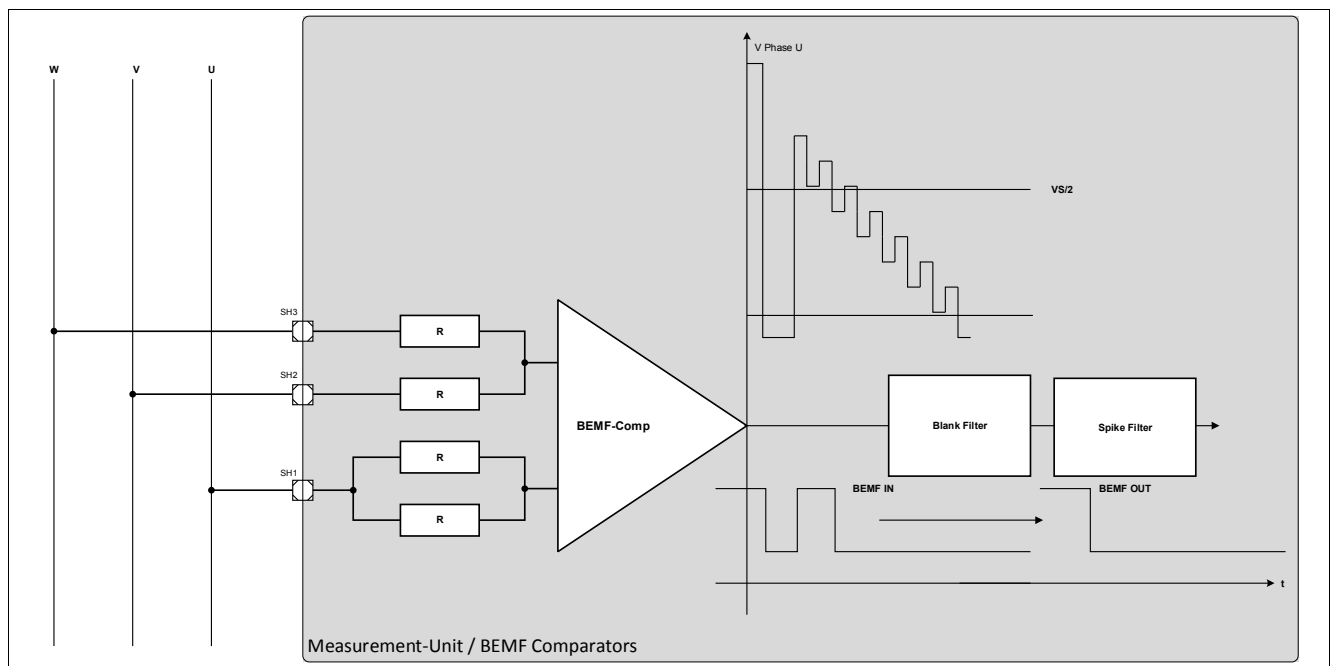 V Phase U
W
V
U
VS/2
SH3
R
SH2
R
BEMF-Comp
Blank Filter
Spike Filter
SH1
R
R
BEMF IN
BEMF OUT
t
Measurement-Unit / BEMF Comparators